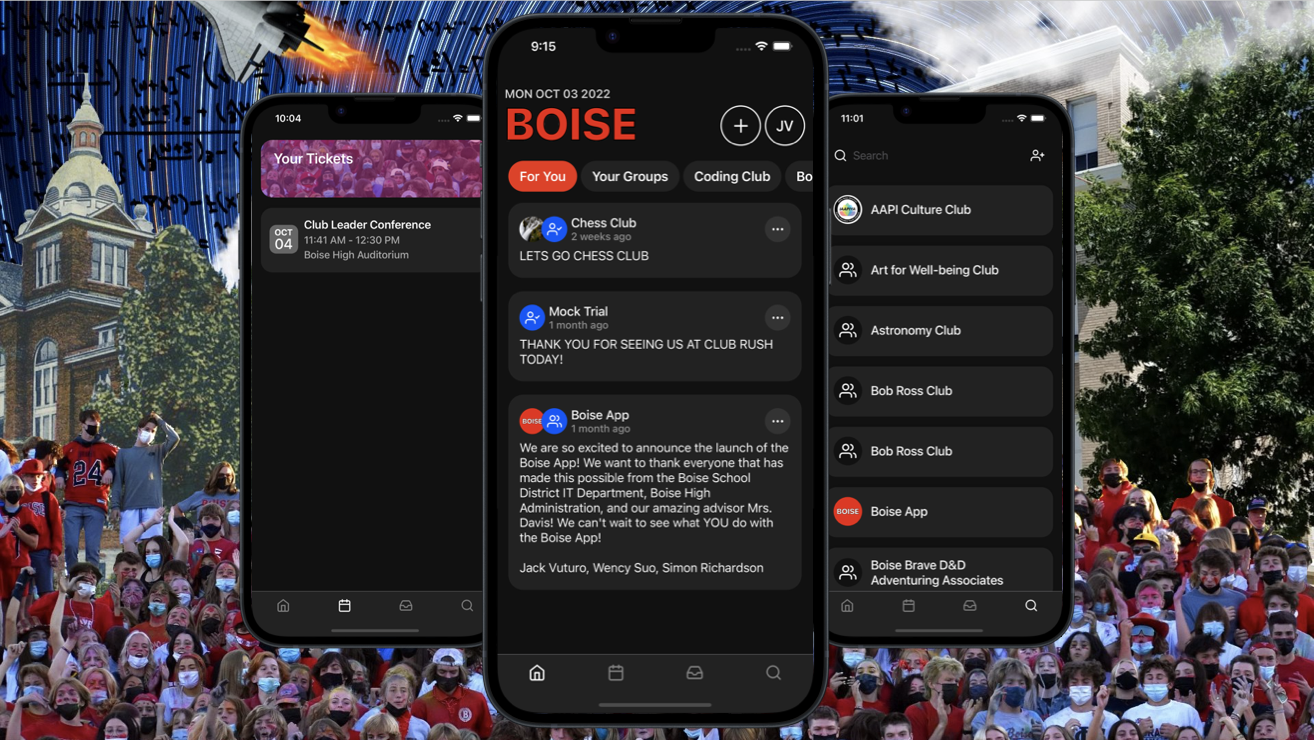 10:04
Your Tickets
OCT
04
Club Leader Conference
11:41 AM - 12:30 PM
Boise High Auditorium
9:15
MON OCT 03 2022
BOISE
+
JV
For You
Your Groups
Coding Club
Bo
Chess Club
2 weeks ago
LETS GO CHESS CLUB
Mock Trial
1 month ago
THANK YOU FOR SEEING US AT CLUB RUSH
TODAY!
BOISE
Boise App
1 month ago
We are so excited to announce the launch of the
Boise App! We want to thank everyone that has
made this possible from the Boise School
District IT Department, Boise High
Administration, and our amazing advisor Mrs.
Davis! We can't wait to see what YOU do with
the Boise App!
Jack Vuturo, Wency Suo, Simon Richardson
11:01
Search
AAPI Culture Club
Art for Well-being Club
Astronomy Club
Bob Ross Club
Bob Ross Club
BOISE
Boise App
Boise Brave D&D
Adventuring Associates
24
B